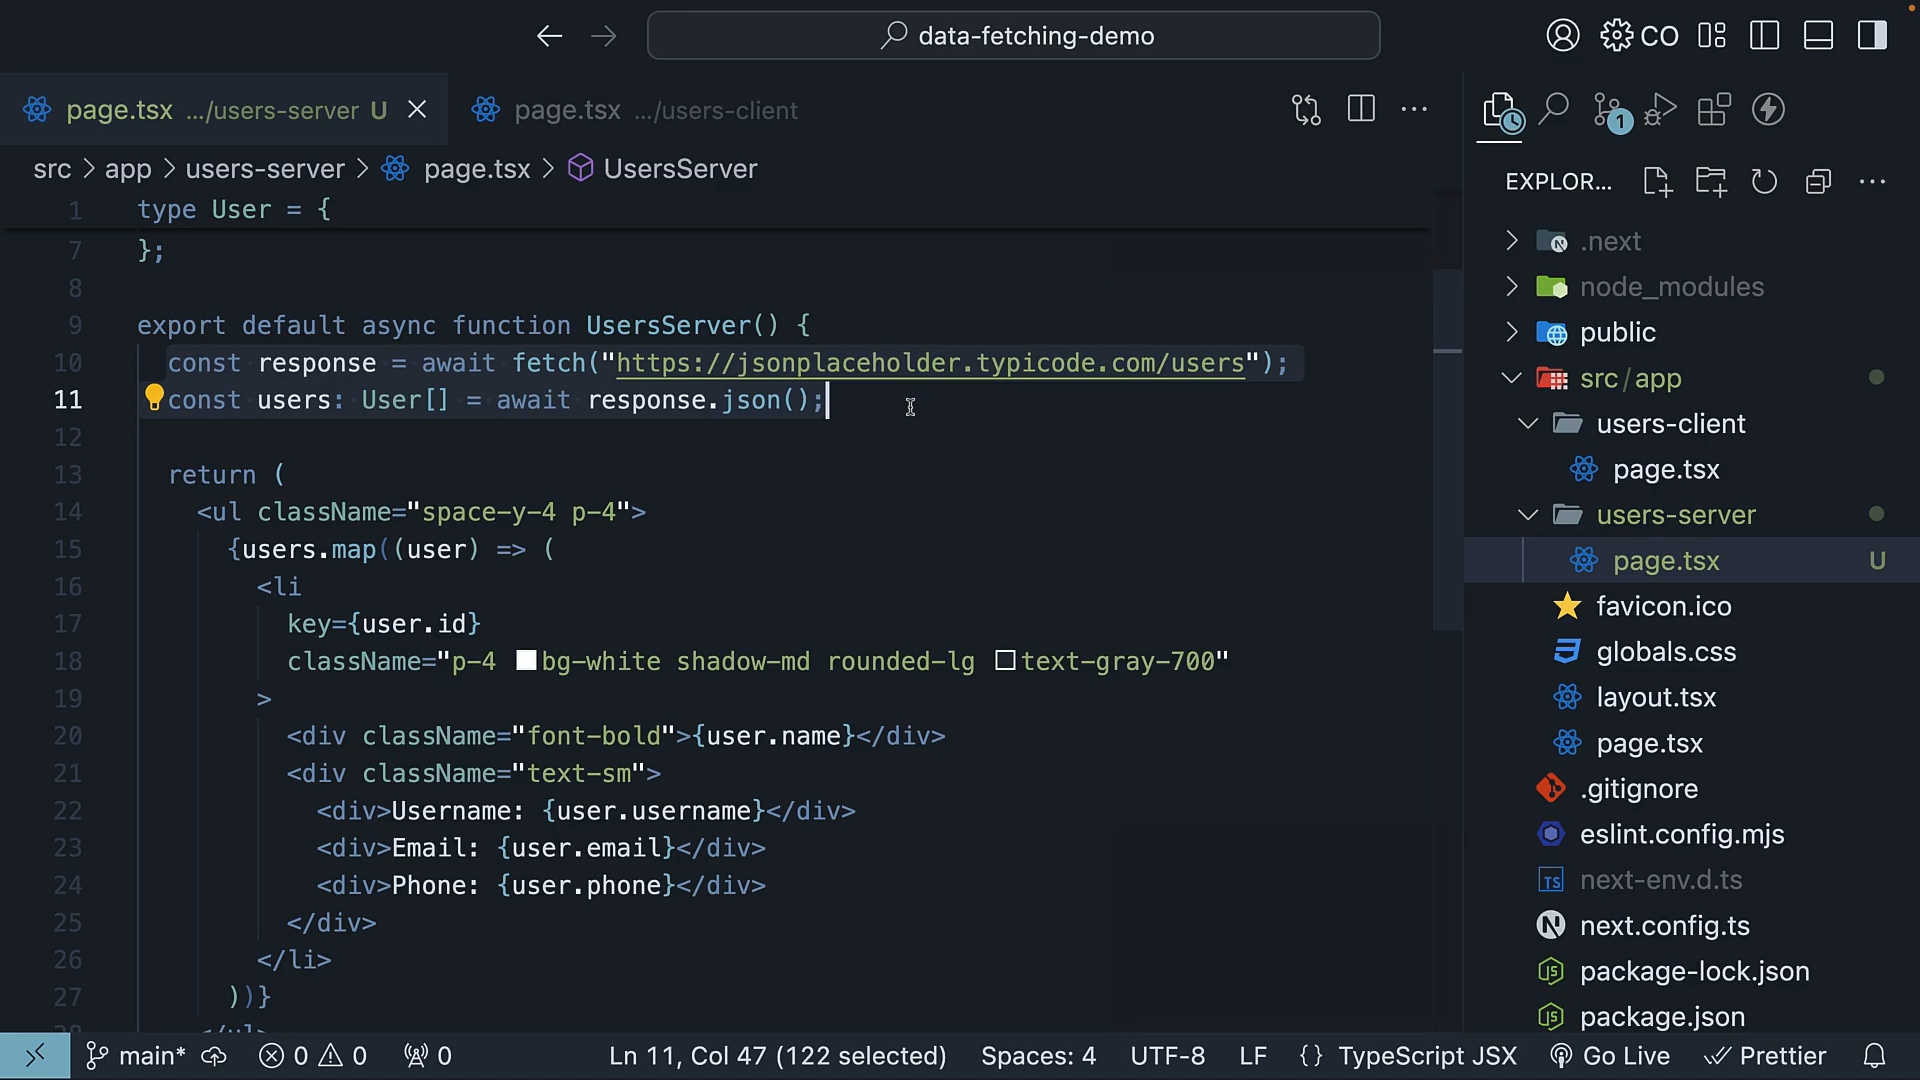 data-fetching-demo
CO
page.tsx .../users-server U
page.tsx .../users-client
1
src > app > users-server > page.tsx > UsersServer
EXPLOR...
1 type User = {
7 };
8
9 export default async function UsersServer() {
10 const response = await fetch("https://jsonplaceholder.typicode.com/users");
11 const users: User[] = await response.json();
12
13 return (
14 <ul className="space-y-4 p-4">
15 {users.map((user) => (
16 <li
17 key={user.id}
18 className="p-4 bg-white shadow-md rounded-lg text-gray-700"
19 >
20 <div className="font-bold">{user.name}</div>
21 <div className="text-sm">
22 <div>Username: {user.username}</div>
23 <div>Email: {user.email}</div>
24 <div>Phone: {user.phone}</div>
25 </div>
26 </li>
27 ))}
28 </ul>
.next
node_modules
public
src/app
users-client
page.tsx
users-server
page.tsx U
favicon.ico
globals.css
layout.tsx
page.tsx
.gitignore
eslint.config.mjs
TS next-env.d.ts
next.config.ts
package-lock.json
package.json
main* 0 0 0 Ln 11, Col 47 (122 selected) Spaces: 4 UTF-8 LF {} TypeScript JSX Go Live Prettier